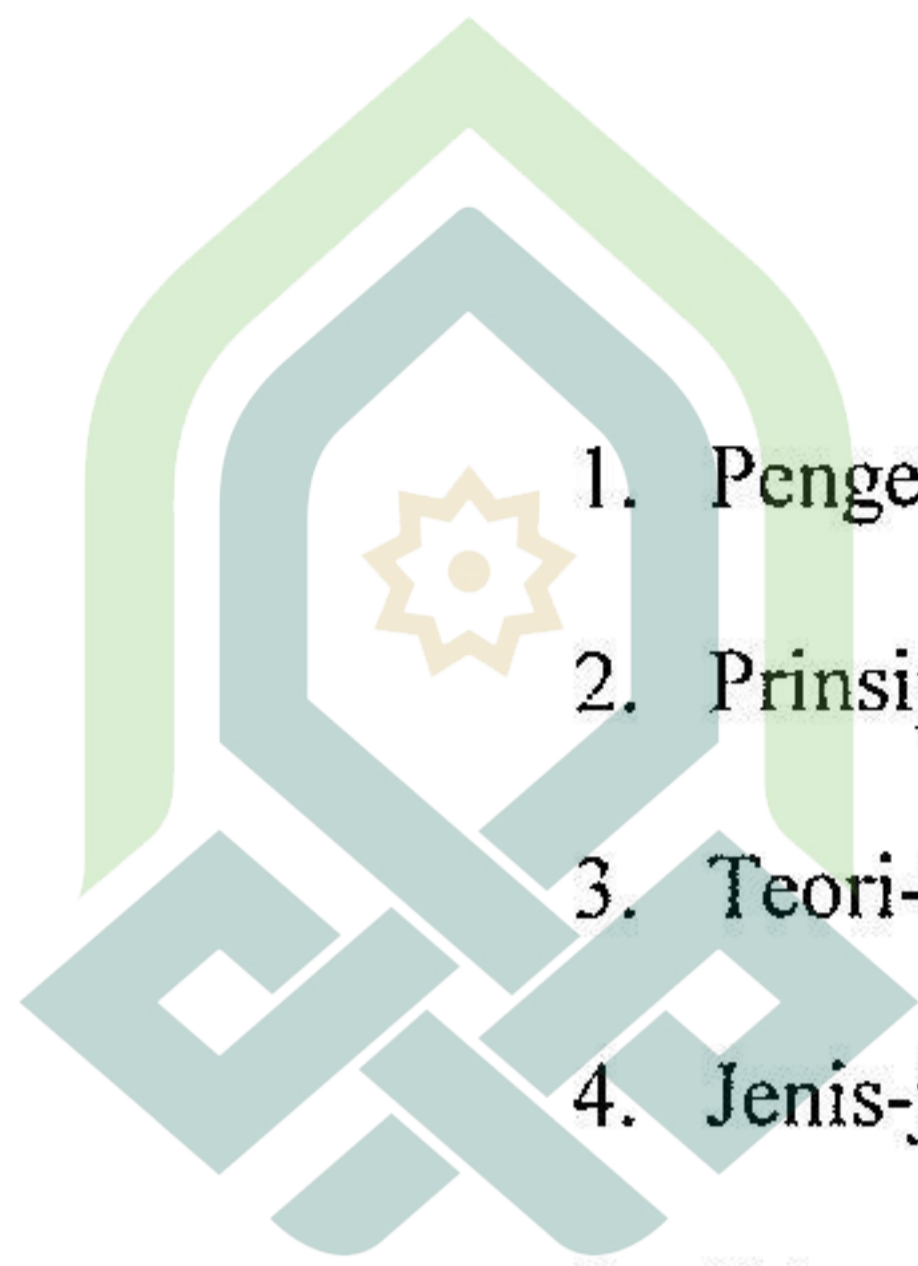 1. Penge
2. Prinsi
3. Teori-
4. Jenis-